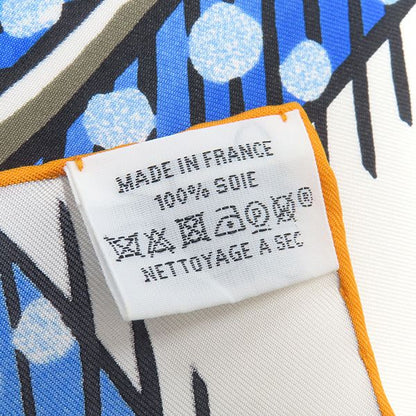 MADE IN FRANCE
100% SOIE
NETTOYAGE A SEC